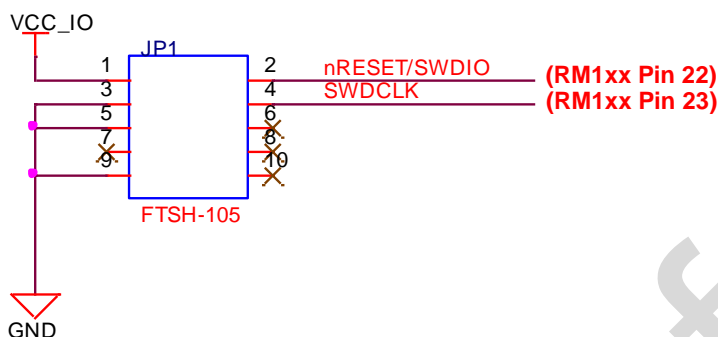 VCC_IO
JP1
1 2 nRESET/SWDIO (RM1xx Pin 22)
3 4 SWDCLK (RM1xx Pin 23)
5 6
7 8
9 10
FTSH-105
GND